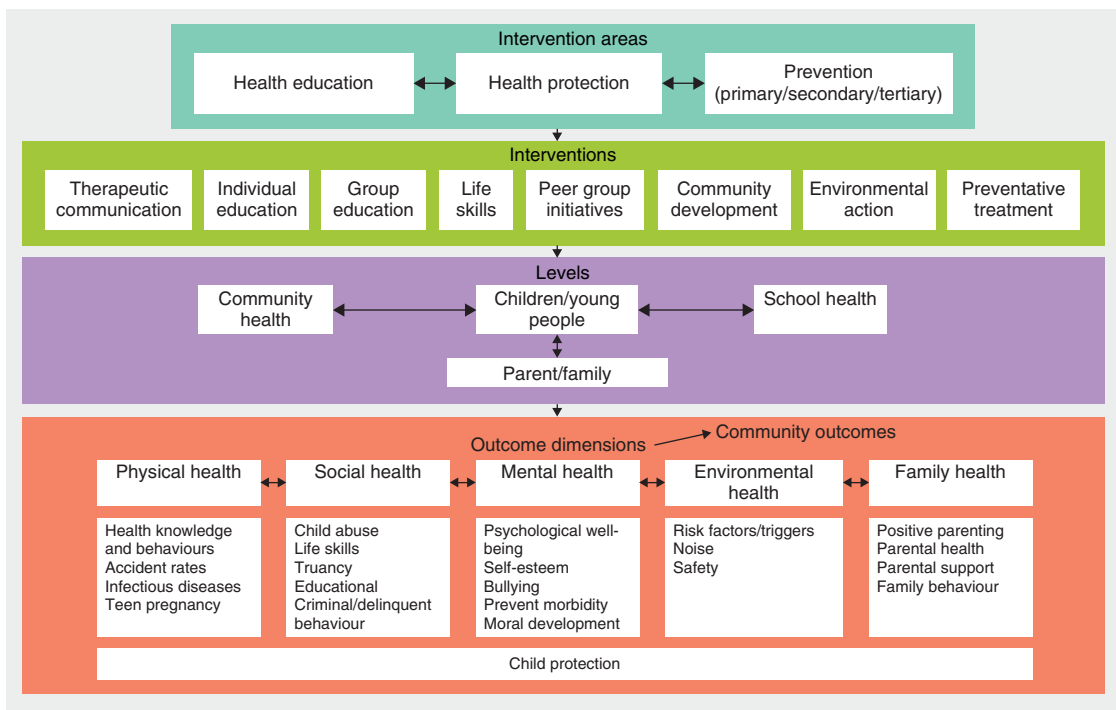 Intervention areas
Health education
Health protection
Prevention
(primary/secondary/tertiary)
Interventions
Therapeutic
communication
Individual
education
Group
education
Life
skills
Peer group
initiatives
Community
development
Environmental
action
Preventative
treatment
Levels
Community
health
Children/young
people
School health
Parent/family
Outcome dimensions
Community outcomes
Physical health
Social health
Mental health
Environmental
health
Family health
Health knowledge
and behaviours
Accident rates
Infectious diseases
Teen pregnancy
Child abuse
Life skills
Truancy
Educational
Criminal/delinquent
behaviour
Psychological well-
being
Self-esteem
Bullying
Prevent morbidity
Moral development
Risk factors/triggers
Noise
Safety
Positive parenting
Parental health
Parental support
Family behaviour
Child protection